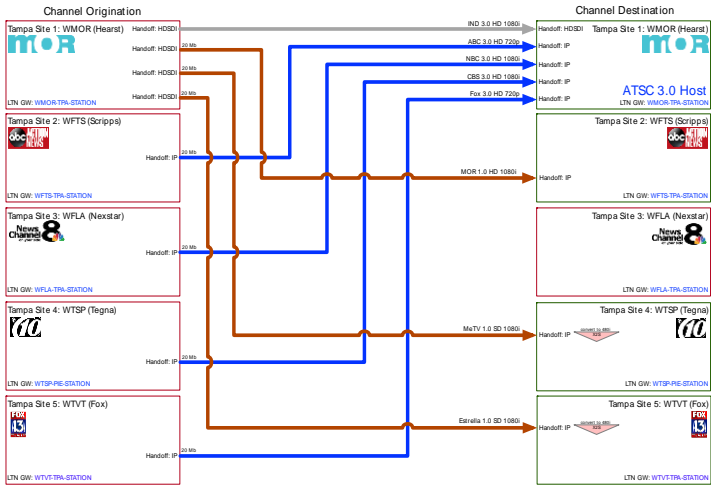 Channel Origination
Channel Destination
Tampa Site 1: WMOR (Hearst)
MOR
Handoff: HDSDI
Handoff: HDSDI
20 Mb
Handoff: HDSDI
20 Mb
Handoff: HDSDI
20 Mb
LTN GW: WMOR-TPA-STATION
Tampa Site 2: WFTS (Scripps)
abc ACTION NEWS
Handoff: IP
20 Mb
LTN GW: WFTS-TPA-STATION
Tampa Site 3: WFLA (Nexstar)
News
Channel 8
Handoff: IP
20 Mb
LTN GW: WFLA-TPA-STATION
Tampa Site 4: WTSP (Tegna)
10
Handoff: IP
20 Mb
LTN GW: WTSP-PIE-STATION
Tampa Site 5: WTVT (Fox)
FOX
13
Handoff: IP
20 Mb
LTN GW: WTVT-TPA-STATION
IND 3.0 HD 1080i
ABC 3.0 HD 720p
NBC 3.0 HD 1080i
CBS 3.0 HD 1080i
Fox 3.0 HD 720p
MOR 1.0 HD 1080i
MeTV 1.0 SD 1080i
Estrella 1.0 SD 1080i
Tampa Site 1: WMOR (Hearst)
Handoff: HDSDI
MOR
Handoff: IP
Handoff: IP
Handoff: IP
Handoff: IP
ATSC 3.0 Host
LTN GW: WMOR-TPA-STATION
Tampa Site 2: WFTS (Scripps)
abc ACTION NEWS
Handoff: IP
LTN GW: WFTS-TPA-STATION
Tampa Site 3: WFLA (Nexstar)
News
Channel 8
LTN GW: WFLA-TPA-STATION
Tampa Site 4: WTSP (Tegna)
10
Handoff: IP
LTN GW: WTSP-PIE-STATION
Tampa Site 5: WTVT (Fox)
FOX
13
Handoff: IP
LTN GW: WTVT-TPA-STATION